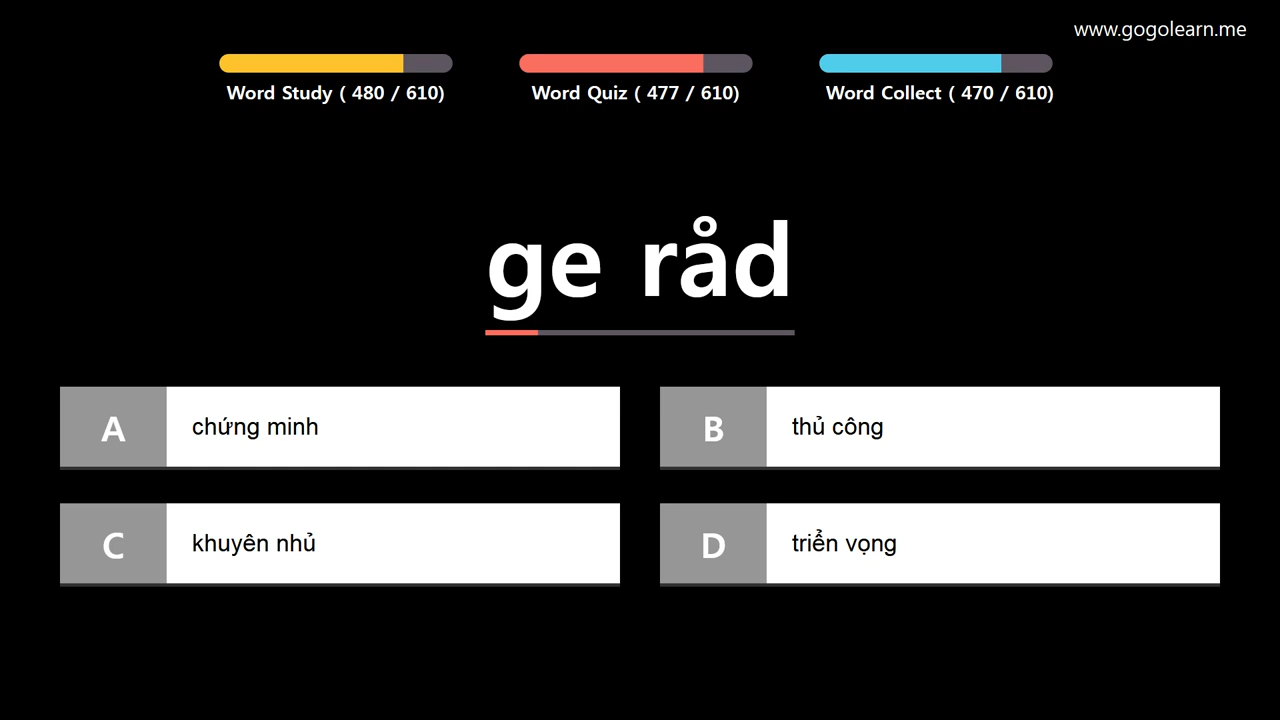 www.gogolearn.me
Word Study ( 480 / 610)
Word Quiz ( 477 / 610)
Word Collect ( 470 / 610)
ge råd
A
chứng minh
B
thủ công
C
khuyên nhủ
D
triển vọng